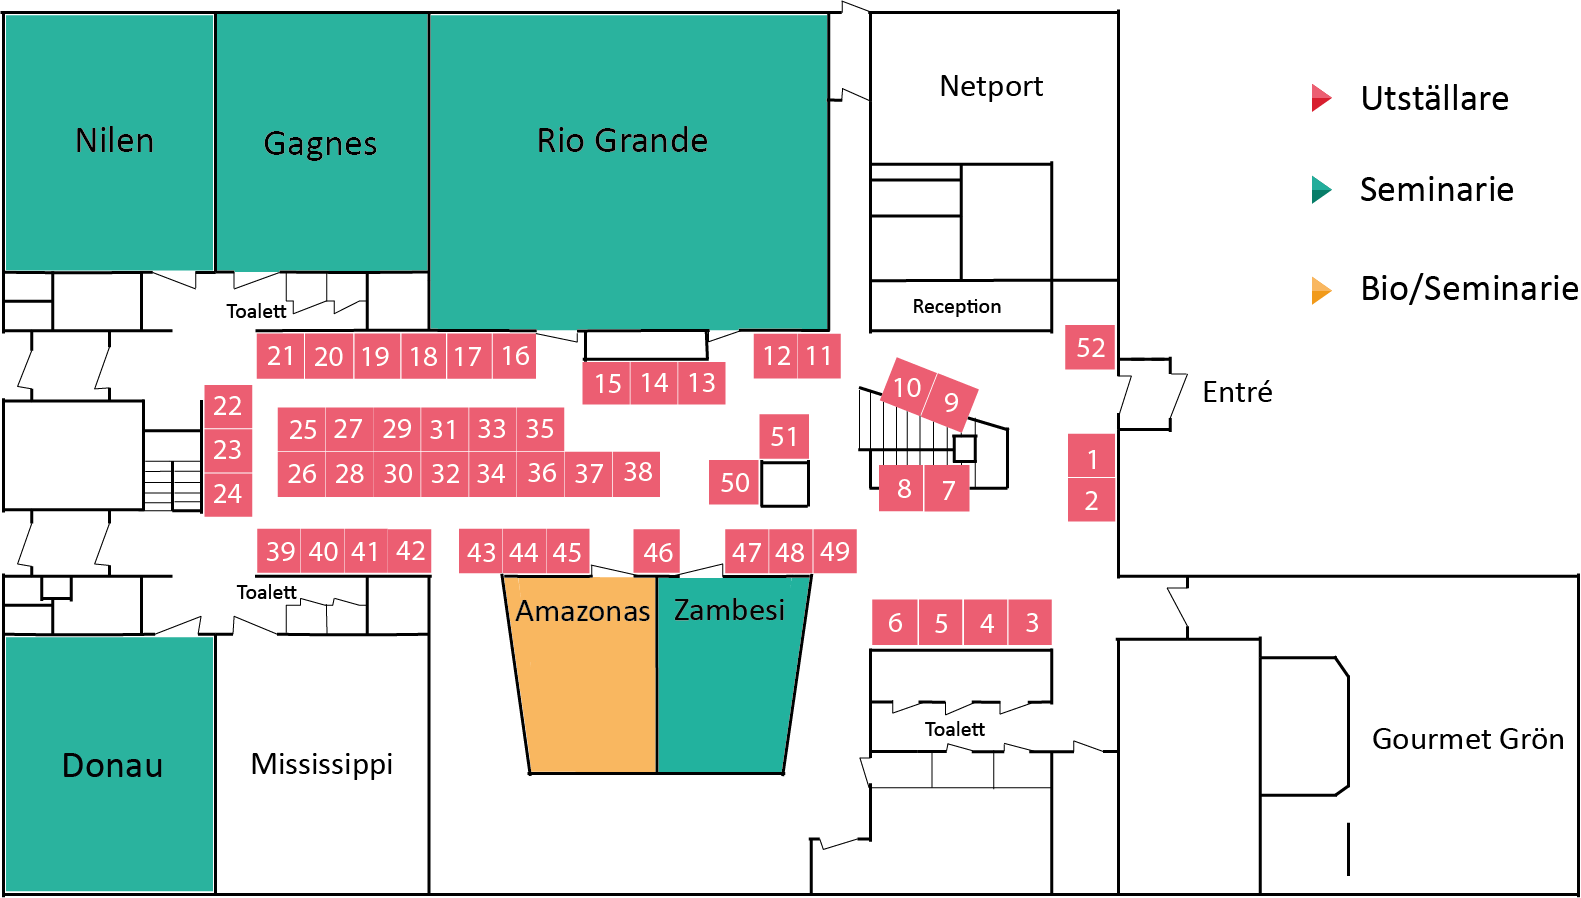 Netport
Utställare
Nilen
Gagnes
Rio Grande
Seminarie
Bio/Seminarie
Toalett
Reception
21 20 19 18 17 16
12 11
52
15 14 13
10
9
Entré
22
23
24
25 27 29 31 33 35
26 28 30 32 34 36 37 38
51
50
8 7
1
2
39 40 41 42
43 44 45
46
47 48 49
Toalett
Amazonas
Zambesi
6 5 4 3
Toalett
Gourmet Grön
Donau
Mississippi